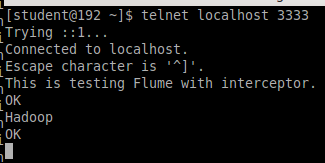 [student@192 ~]$ telnet localhost 3333
Trying ::1...
Connected to localhost.
Escape character is '^]'.
This is testing Flume with interceptor.
OK
Hadoop
OK